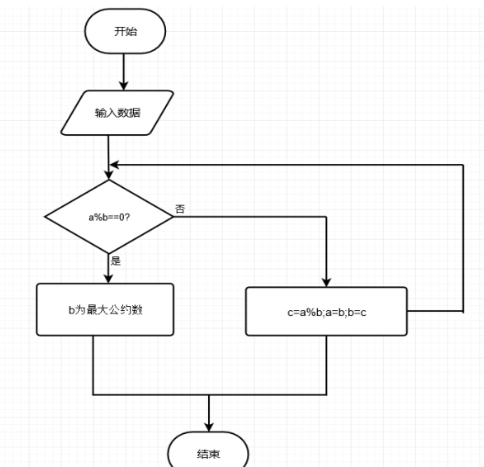 开始
输入数据
a%b==0?
否
是
b为最大公约数
c=a%b;a=b;b=c
结束